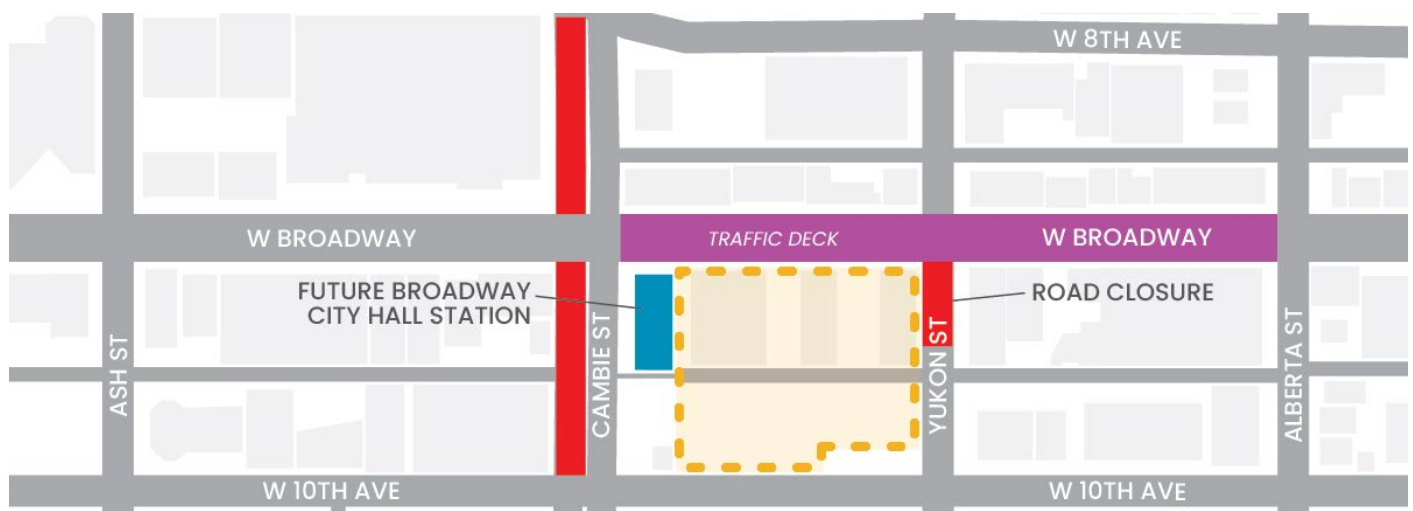 W 8TH AVE
W BROADWAY
TRAFFIC DECK
W BROADWAY
FUTURE BROADWAY
CITY HALL STATION
ROAD CLOSURE
ASH ST
CAMBIE ST
YUKON ST
ALBERTA ST
W 10TH AVE
W 10TH AVE